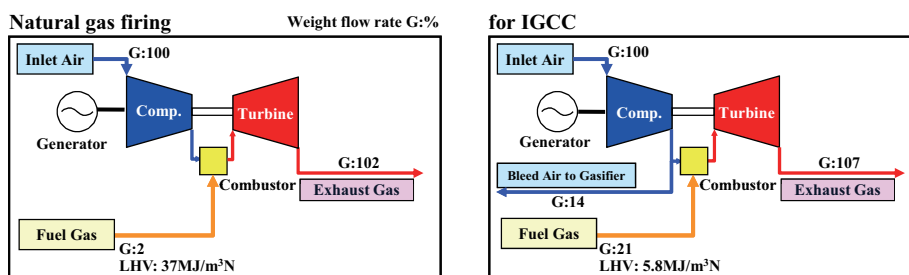 Natural gas firing
Weight flow rate G:%
G:100
Inlet Air
Comp.
Turbine
Generator
G:102
Combustor
Exhaust Gas
Fuel Gas
G:2
LHV: 37MJ/m³N
for IGCC
G:100
Inlet Air
Comp.
Turbine
Generator
G:107
Bleed Air to Gasifier
Combustor
Exhaust Gas
G:14
Fuel Gas
G:21
LHV: 5.8MJ/m³N